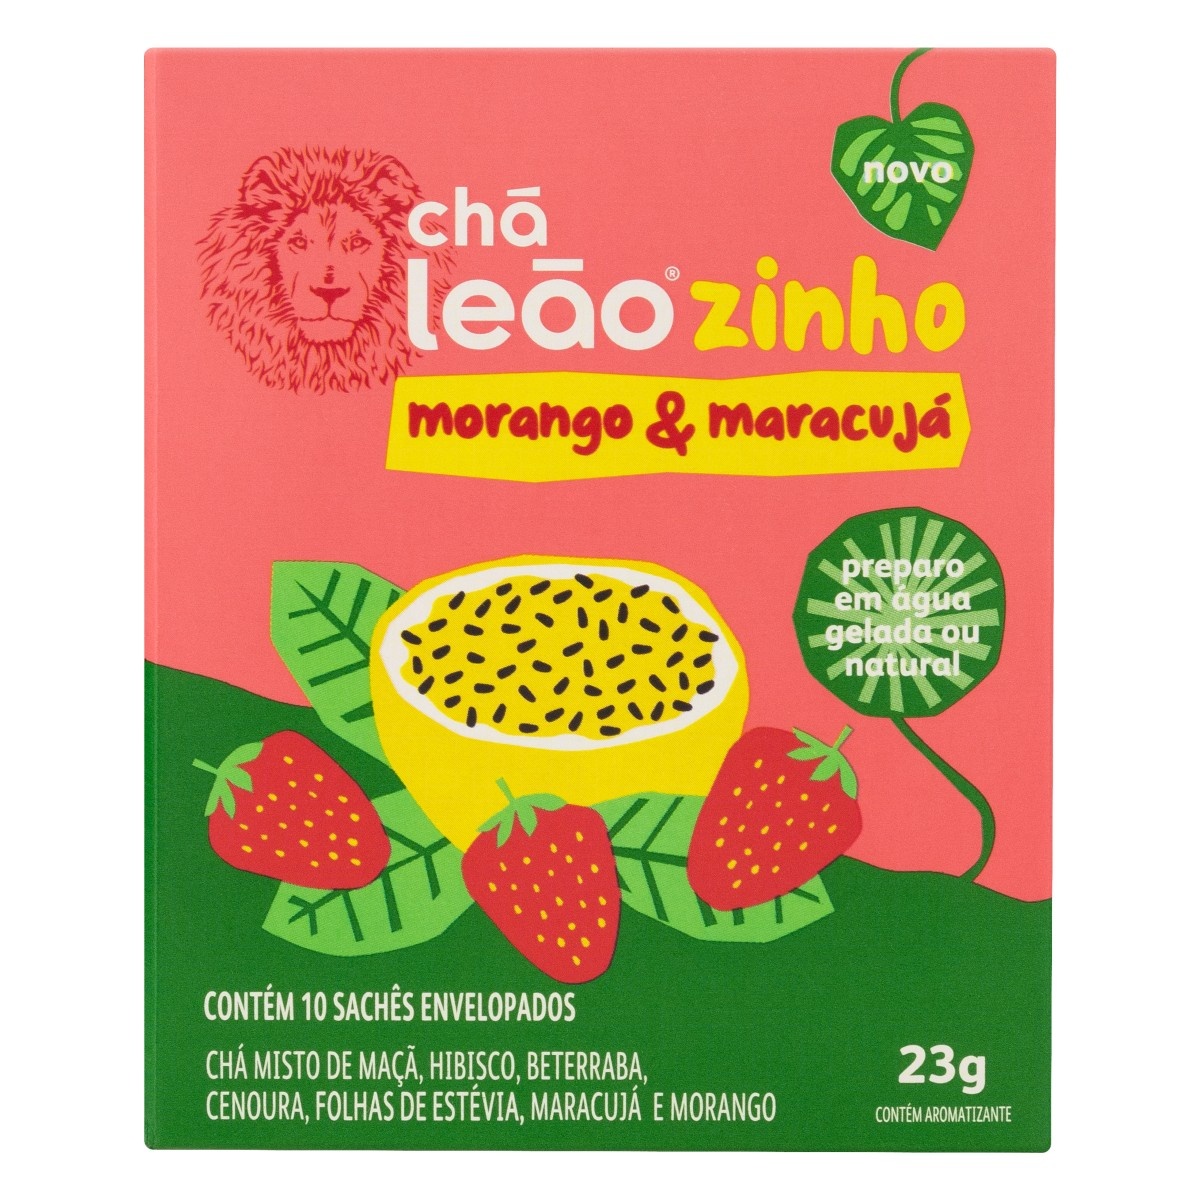 novo
chá
leão®zinho
morango & maracujá
preparo
em água
gelada ou
natural
CONTÉM 10 SACHÊS ENVELOPADOS
CHÁ MISTO DE MAÇÃ, HIBISCO, BETERRABA,
CENOURA, FOLHAS DE ESTÉVIA, MARACUJÁ E MORANGO
23g
CONTÉM AROMATIZANTE